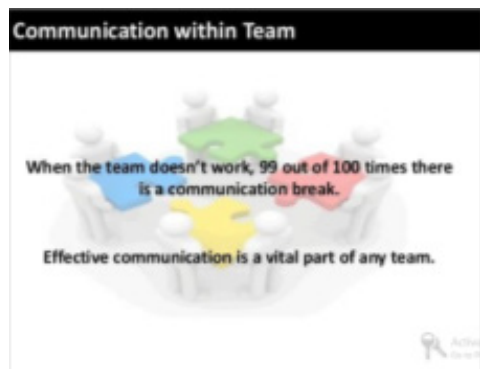 Communication within Team
When the team doesn't work, 99 out of 100 times there
is a communication break.
Effective communication is a vital part of any team.